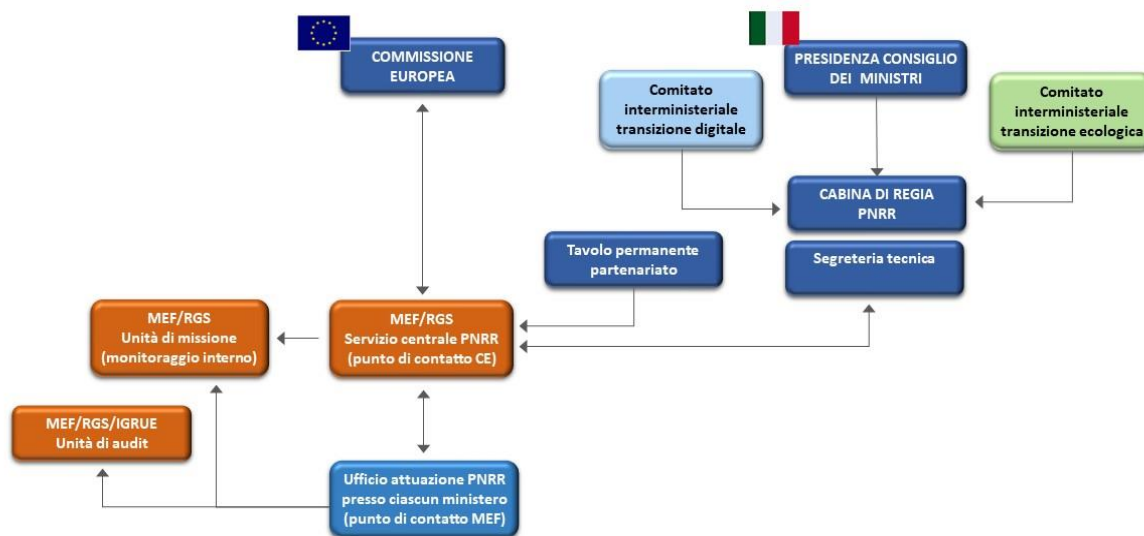 COMMISSIONE
EUROPEA
PRESIDENZA CONSIGLIO
DEI MINISTRI
Comitato
interministeriale
transizione digitale
Comitato
interministeriale
transizione ecologica
CABINA DI REGIA
PNRR
Segreteria tecnica
Tavolo permanente
partenariato
MEF/RGS
Unità di missione
(monitoraggio interno)
MEF/RGS
Servizio centrale PNRR
(punto di contatto CE)
MEF/RGS/IGRUE
Unità di audit
Ufficio attuazione PNRR
presso ciascun ministero
(punto di contatto MEF)